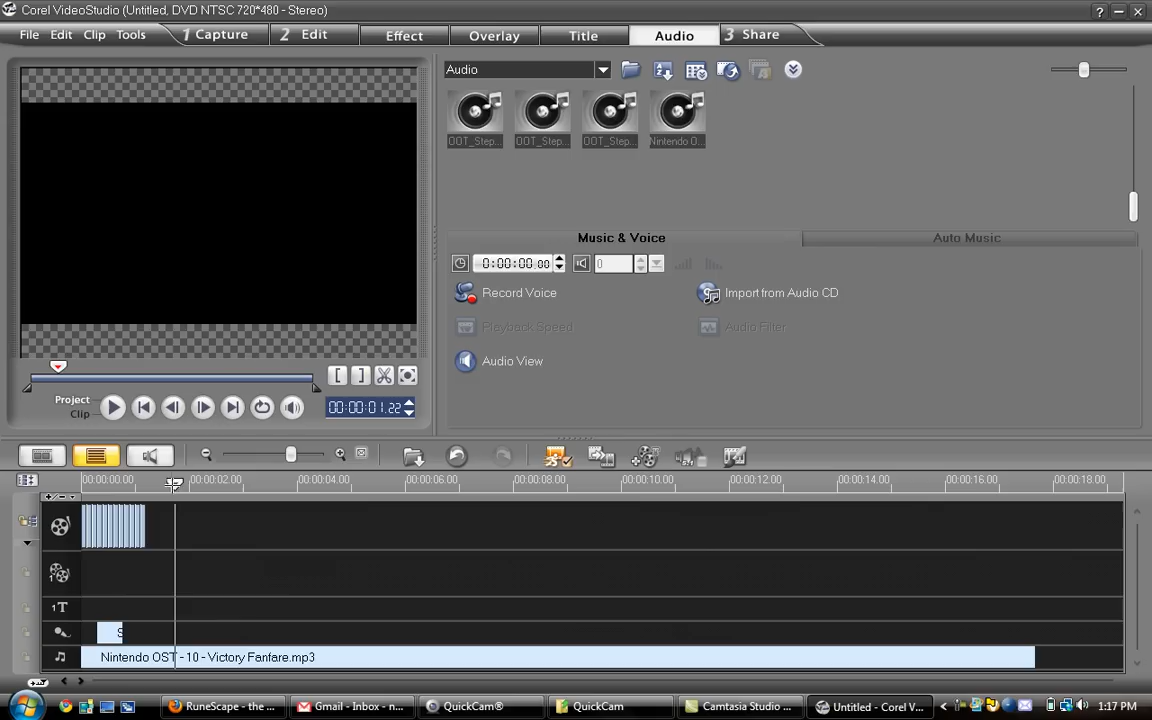 Corel VideoStudio (Untitled, DVD NTSC 720*480 - Stereo)
File Edit Clip Tools 1 Capture 2 Edit Effect Overlay Title Audio 3 Share
Audio
OOT_Step... OOT_Step... OOT_Step... Nintendo O...
Music & Voice Auto Music
0:00:00.00 0
Record Voice Import from Audio CD
Playback Speed Audio Filter
Audio View
Project
Clip
00:00:01.22
00:00:00.00 00:00:02.00 00:00:04.00 00:00:06.00 00:00:08.00 00:00:10.00 00:00:12.00 00:00:14.00 00:00:16.00 00:00:18.00
1T
S
Nintendo OST - 10 - Victory Fanfare.mp3
RuneScape - the ... Gmail - Inbox - n... QuickCam® QuickCam Camtasia Studio ... Untitled - Corel V... 1:17 PM